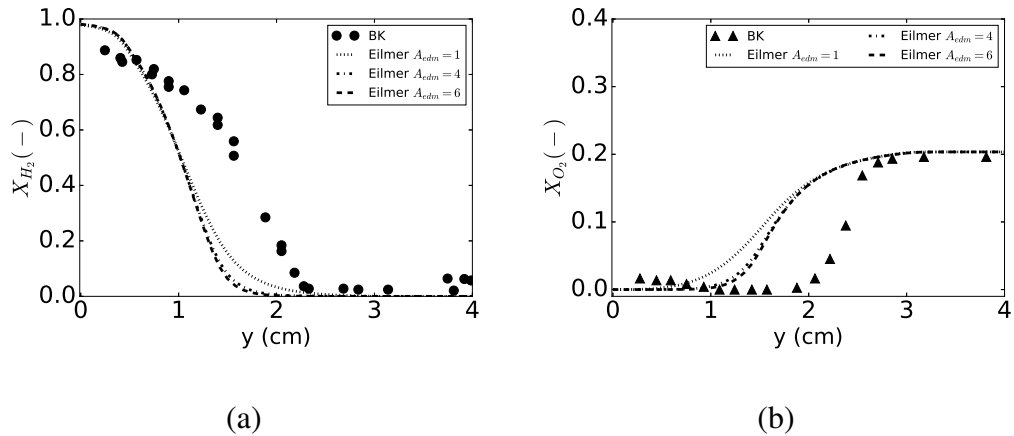 1.0
0.8
0.6
0.4
0.2
0.0
0 1 2 3 4
y (cm)
X_{H_2}(−)
BK
Eilmer A_{edm}=1
Eilmer A_{edm}=4
Eilmer A_{edm}=6
(a)
0.4
0.3
0.2
0.1
0.0
0 1 2 3 4
y (cm)
X_{O_2}(−)
BK
Eilmer A_{edm}=1
Eilmer A_{edm}=4
Eilmer A_{edm}=6
(b)